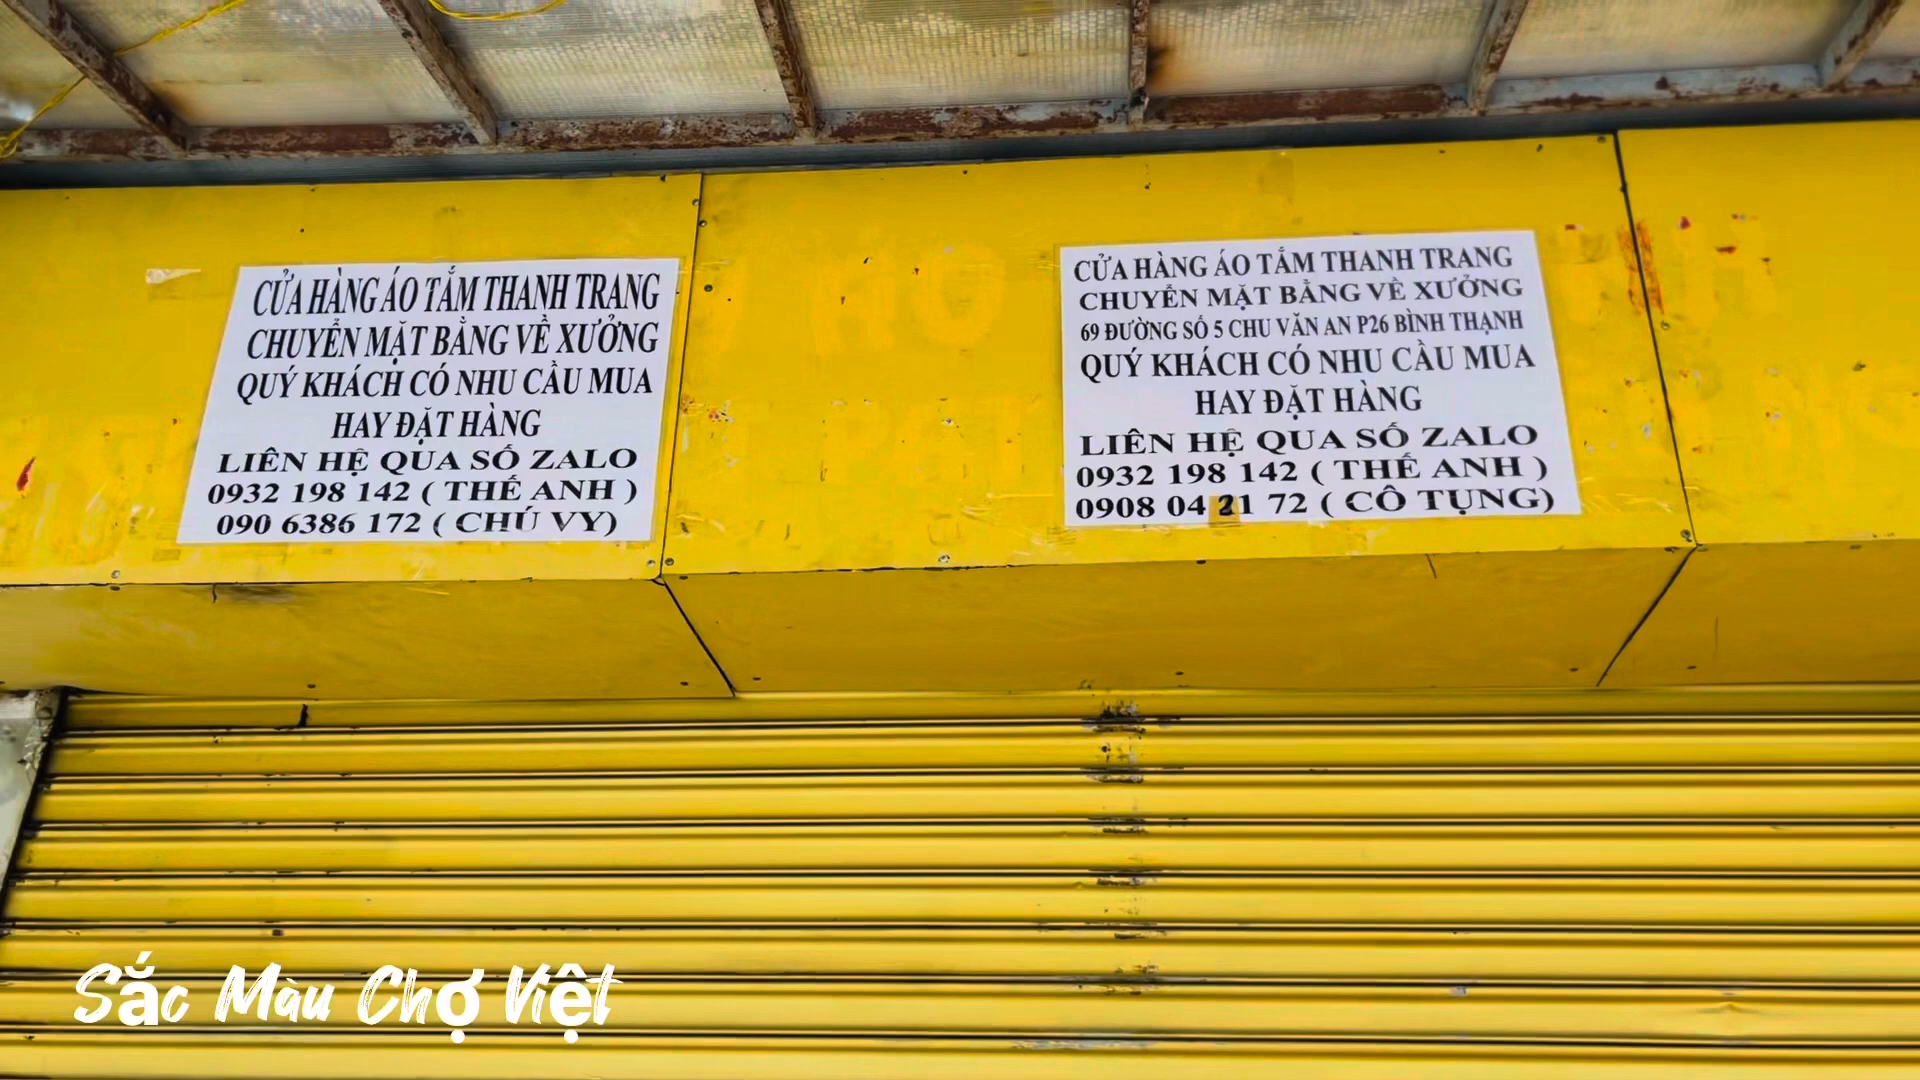 CỬA HÀNG ÁO TẮM THANH TRANG
CHUYỂN MẶT BẰNG VỀ XƯỞNG
QUÝ KHÁCH CÓ NHU CẦU MUA
HAY ĐẶT HÀNG
LIÊN HỆ QUA SỐ ZALO
0932 198 142 ( THẾ ANH )
090 6386 172 ( CHÚ VY)
CỬA HÀNG ÁO TẮM THANH TRANG
CHUYỂN MẶT BẰNG VỀ XƯỞNG
69 ĐƯỜNG SỐ 5 CHU VĂN AN P26 BÌNH THẠNH
QUÝ KHÁCH CÓ NHU CẦU MUA
HAY ĐẶT HÀNG
LIÊN HỆ QUA SỐ ZALO
0932 198 142 ( THẾ ANH )
0908 04 21 72 ( CÔ TỤNG)
Sắc Màu Chợ Việt